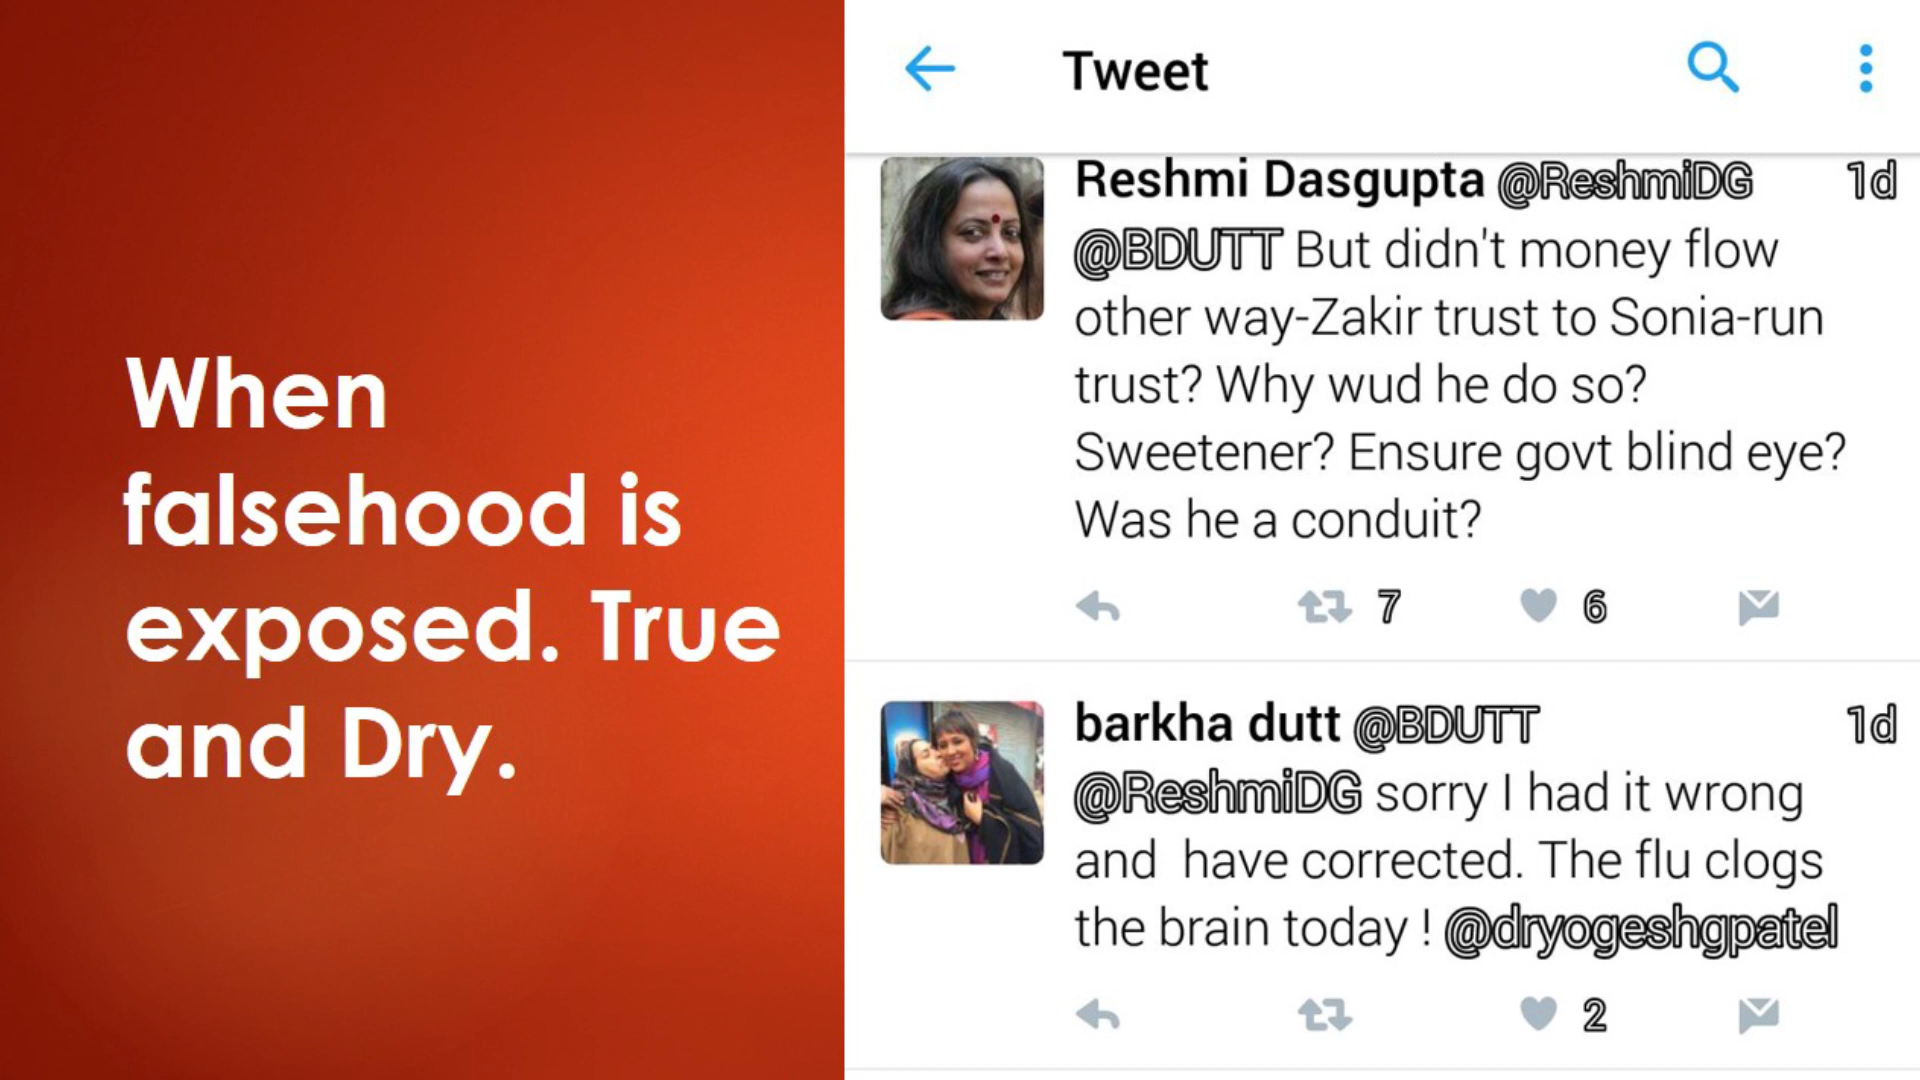 When
falsehood is
exposed. True
and Dry.
Tweet
Reshmi Dasgupta @ReshmiDG 1d
@BDUTT But didn't money flow
other way-Zakir trust to Sonia-run
trust? Why wud he do so?
Sweetener? Ensure govt blind eye?
Was he a conduit?
7 6
barkha dutt @BDUTT 1d
@ReshmiDG sorry I had it wrong
and  have corrected. The flu clogs
the brain today ! @dryogeshgpatel
2